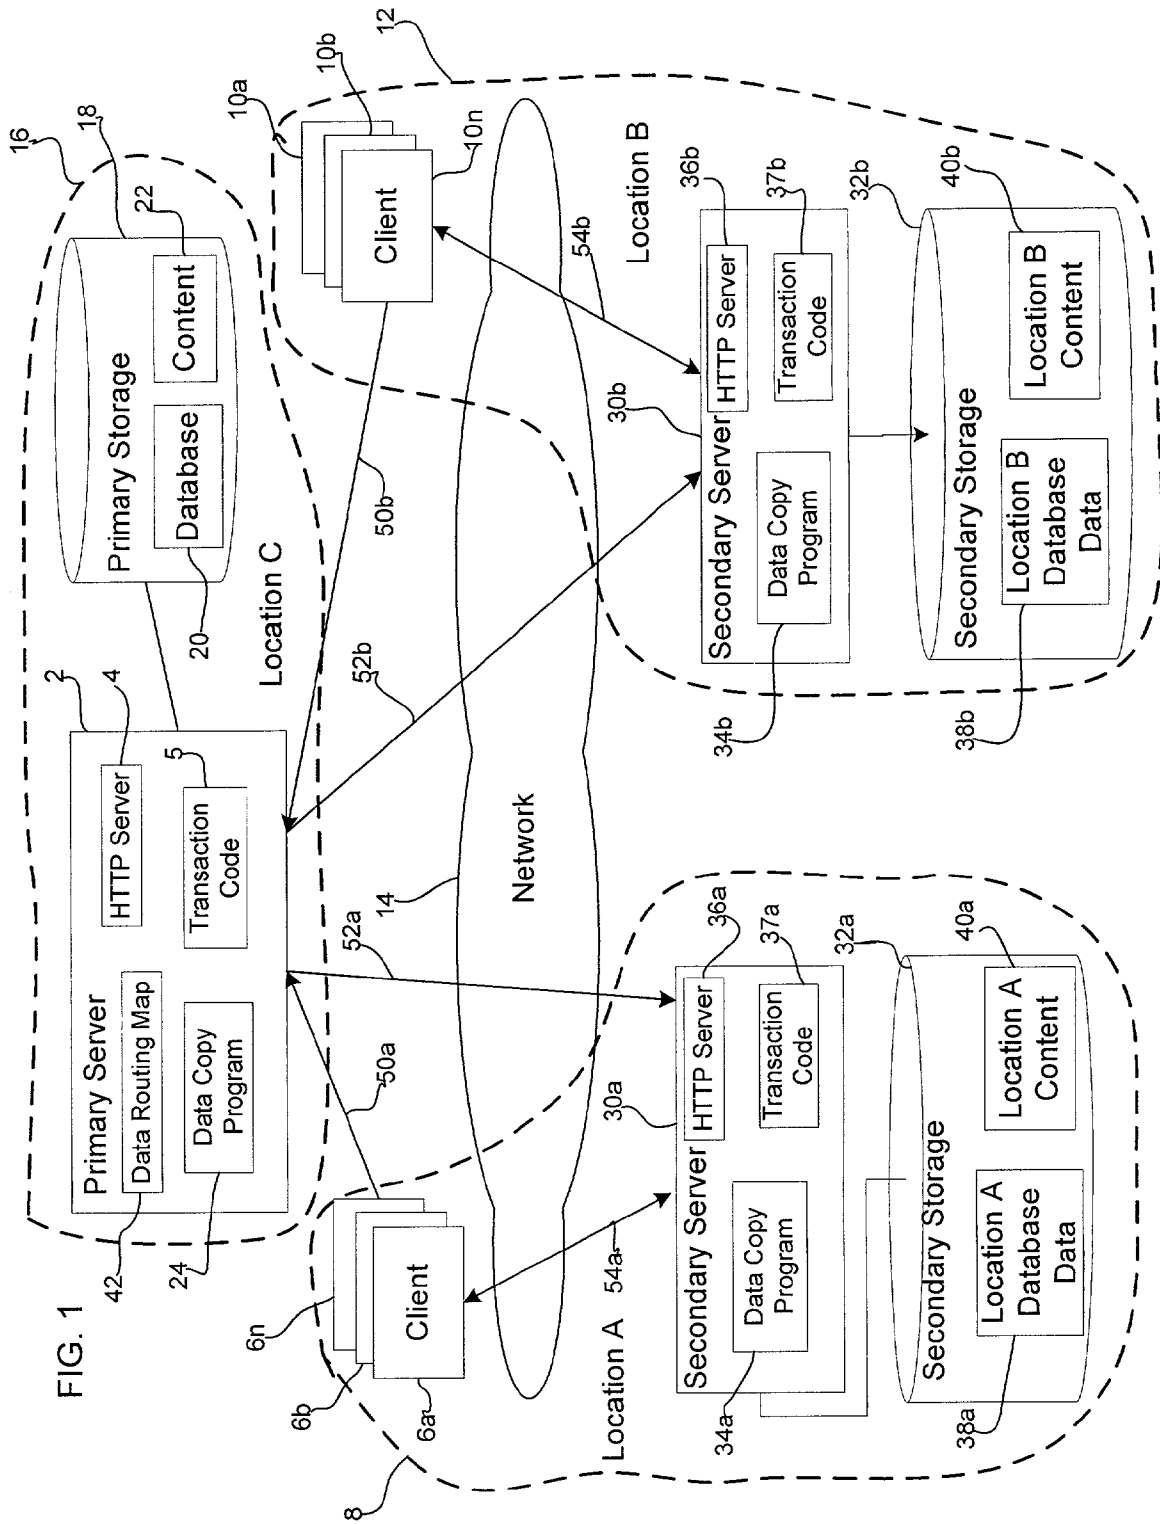 FIG. 1
16
18
22
Primary Storage
Database
Content
20
Location C
2
4
5
Primary Server
Data Routing Map
HTTP Server
Data Copy
Program
Transaction
Code
42
24
12
10a
10b
10n
Client
6n
6b
6a
Client
8
50a
52a
52b
50b
14
Network
54a
54b
Location A
Location B
30a
36a
37a
Secondary Server
HTTP Server
Data Copy
Program
Transaction
Code
34a
32a
40a
Secondary Storage
Location A
Database
Data
Location A
Content
38a
30b
36b
37b
Secondary Server
HTTP Server
Data Copy
Program
Transaction
Code
34b
32b
40b
Secondary Storage
Location B
Database
Data
Location B
Content
38b